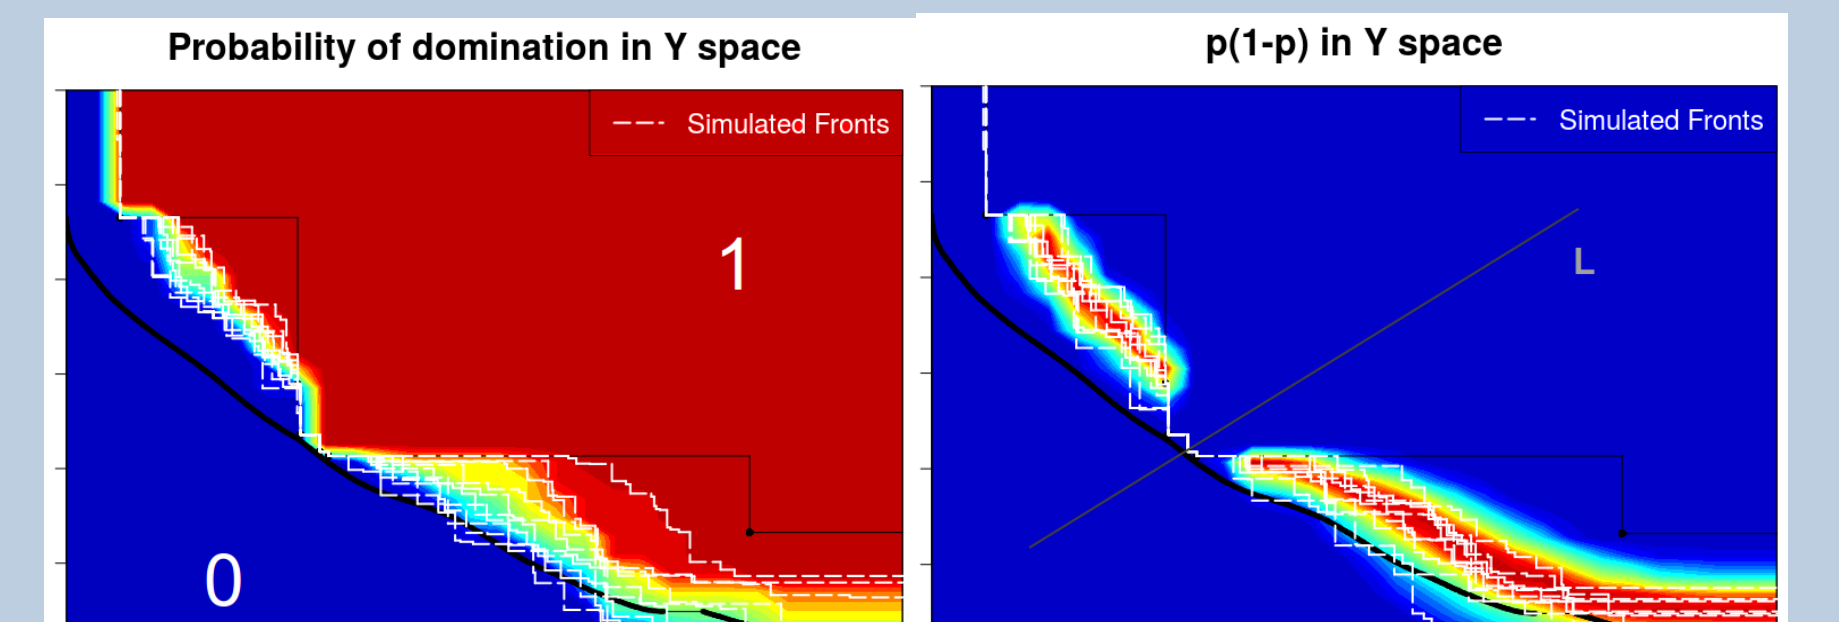 Probability of domination in Y space
Simulated Fronts
1
0
p(1-p) in Y space
Simulated Fronts
L